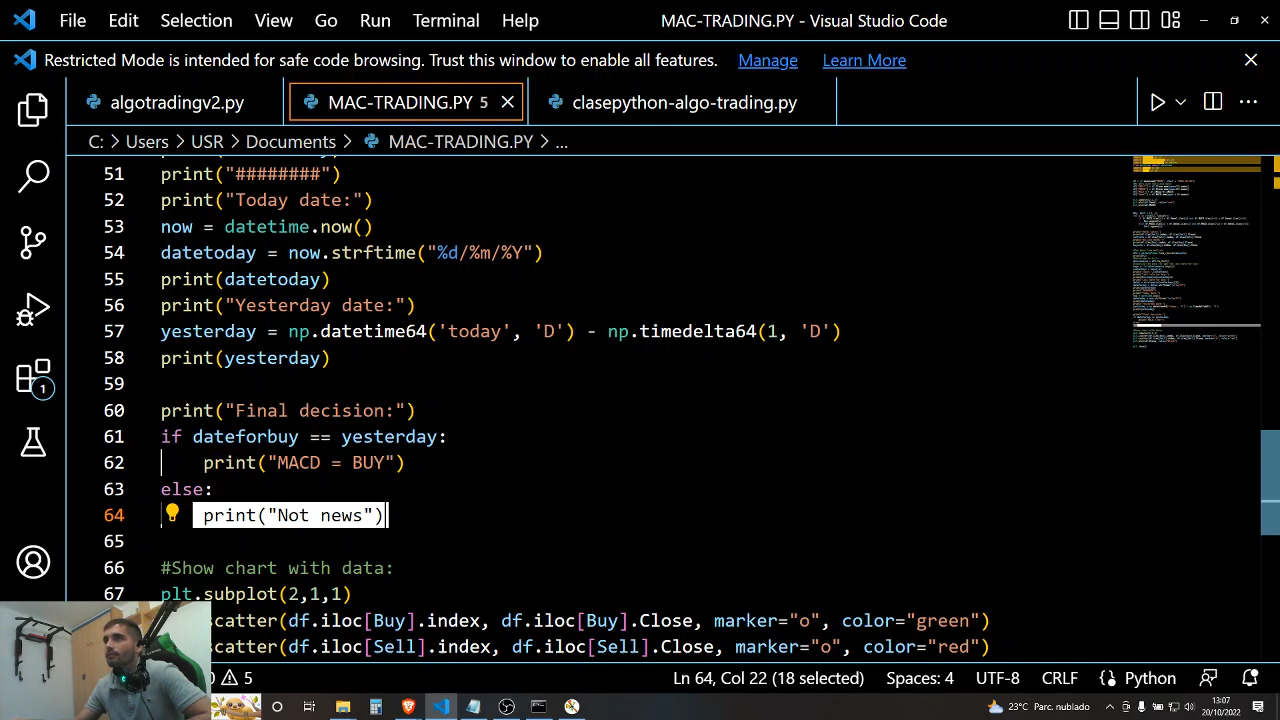 File Edit Selection View Go Run Terminal Help MAC-TRADING.PY - Visual Studio Code
Restricted Mode is intended for safe code browsing. Trust this window to enable all features. Manage Learn More
algotradingv2.py MAC-TRADING.PY 5 clasepython-algo-trading.py
C: > Users > USR > Documents > MAC-TRADING.PY > ...
51 print("########")
52 print("Today date:")
53 now = datetime.now()
54 datetoday = now.strftime("%d/%m/%Y")
55 print(datetoday)
56 print("Yesterday date:")
57 yesterday = np.datetime64('today', 'D') - np.timedelta64(1, 'D')
58 print(yesterday)
59
60 print("Final decision:")
61 if dateforbuy == yesterday:
62 print("MACD = BUY")
63 else:
64 print("Not news")
65
66 #Show chart with data:
67 plt.subplot(2,1,1)
scatter(df.iloc[Buy].index, df.iloc[Buy].Close, marker="o", color="green")
scatter(df.iloc[Sell].index, df.iloc[Sell].Close, marker="o", color="red")
1
5 Ln 64, Col 22 (18 selected) Spaces: 4 UTF-8 CRLF Python
23°C Parc. nublado 13:07
20/10/2022